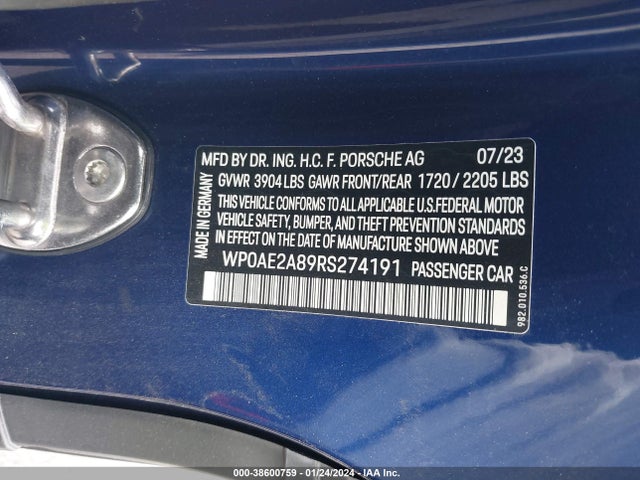 MFD BY DR. ING. H.C. F. PORSCHE AG 07/23
GVWR 3904 LBS GAWR FRONT/REAR 1720 / 2205 LBS
THIS VEHICLE CONFORMS TO ALL APPLICABLE U.S.FEDERAL MOTOR
VEHICLE SAFETY, BUMPER, AND THEFT PREVENTION STANDARDS
IN EFFECT ON THE DATE OF MANUFACTURE SHOWN ABOVE.
WP0AE2A89RS274191 PASSENGER CAR
MADE IN GERMANY
982.010.536.C
000-38600759 - 01/24/2024 - IAA Inc.